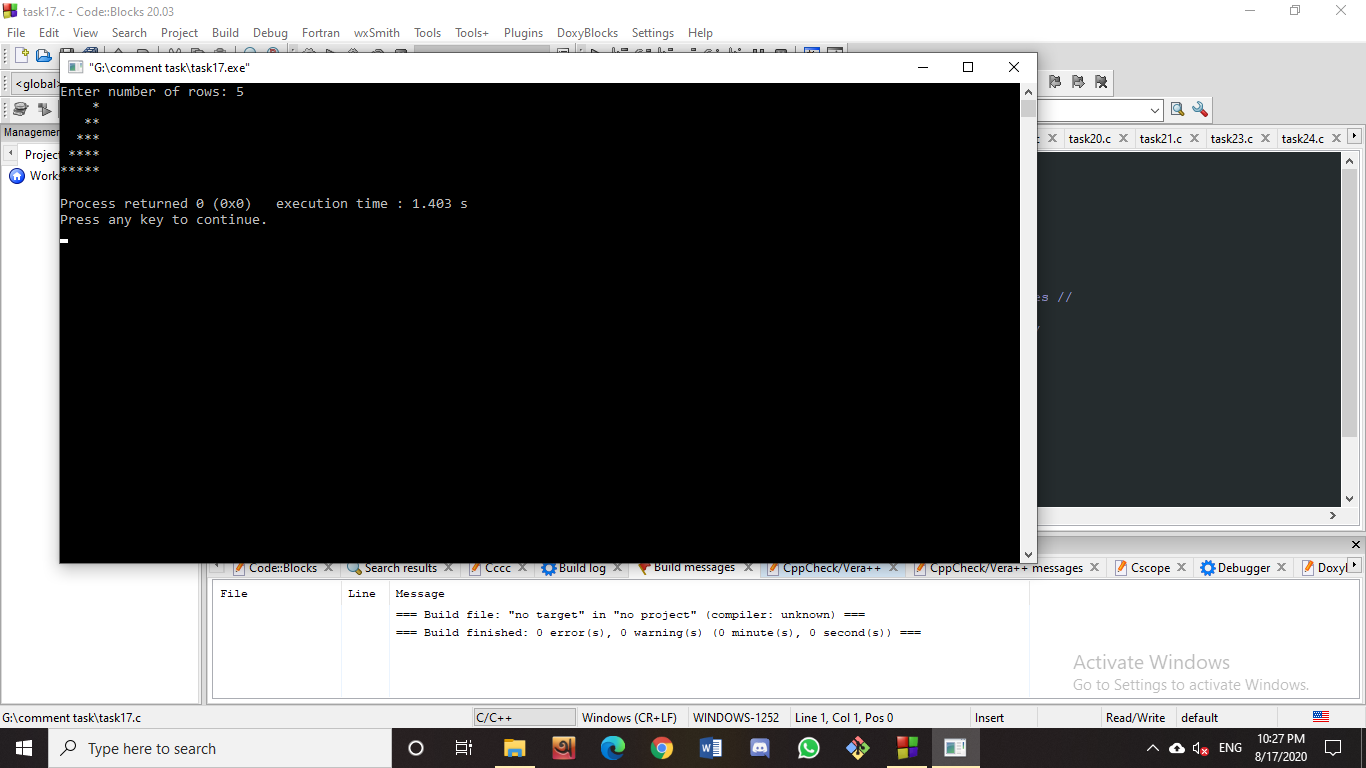 task17.c - Code::Blocks 20.03
File Edit View Search Project Build Debug Fortran wxSmith Tools Tools+ Plugins DoxyBlocks Settings Help
"G:\comment task\task17.exe"
<global>
Enter number of rows: 5
    *
   **
  ***
 ****
*****
Process returned 0 (0x0)   execution time : 1.403 s
Press any key to continue.
task20.c task21.c task23.c task24.c
//
Code::Blocks Search results Cccc Build log Build messages CppCheck/Vera++ CppCheck/Vera++ messages Cscope Debugger
File Line Message
=== Build file: "no target" in "no project" (compiler: unknown) ===
=== Build finished: 0 error(s), 0 warning(s) (0 minute(s), 0 second(s)) ===
Activate Windows
Go to Settings to activate Windows.
G:\comment task\task17.c C/C++ Windows (CR+LF) WINDOWS-1252 Line 1, Col 1, Pos 0 Insert Read/Write default
Type here to search
ENG
10:27 PM
8/17/2020